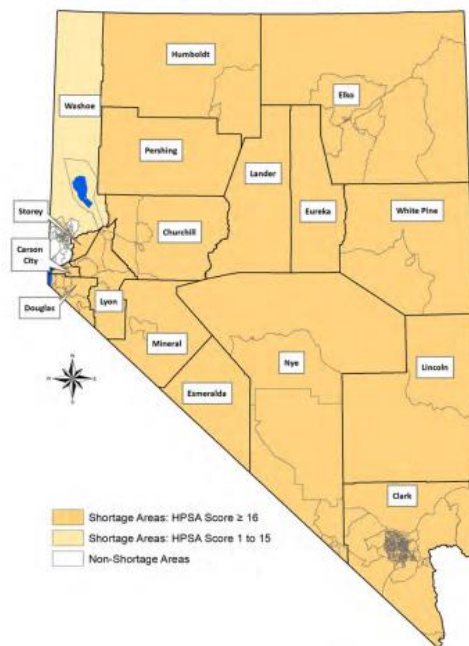 Humboldt
Elko
Washoe
Pershing
Lander
Eureka
White Pine
Storey
Churchill
Carson
City
Lyon
Douglas
Mineral
Nye
Lincoln
Esmeralda
Clark
Shortage Areas: HPSA Score ≥ 16
Shortage Areas: HPSA Score 1 to 15
Non-Shortage Areas